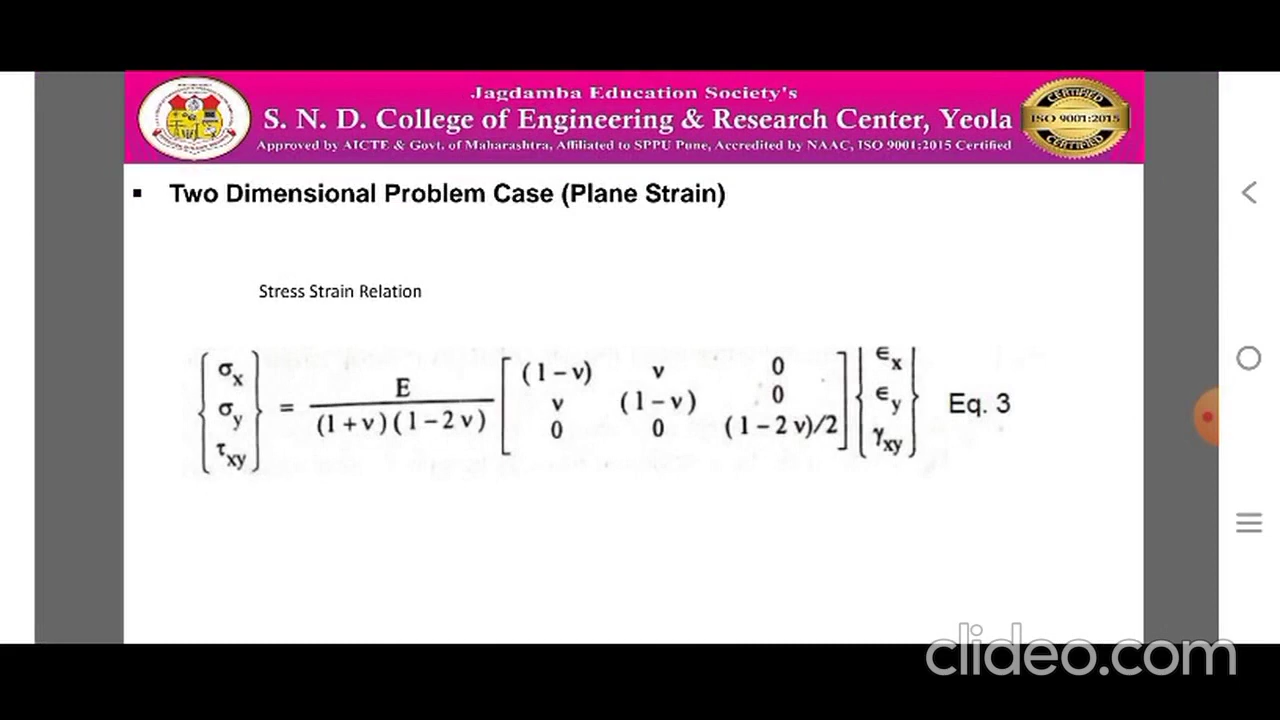 Jagdamba Education Society's
S. N. D. College of Engineering & Research Center, Yeola
Approved by AICTE & Govt. of Maharashtra, Affiliated to SPPU Pune, Accredited by NAAC, ISO 9001:2015 Certified
CERTIFIED
ISO 9001:2015
CERTIFIED
▪ Two Dimensional Problem Case (Plane Strain)
Stress Strain Relation
{σx σy τxy} = E / (1+ν)(1−2ν) [(1−ν) ν 0; ν (1−ν) 0; 0 0 (1−2ν)/2] {ϵx ϵy γxy} Eq. 3
clideo.com